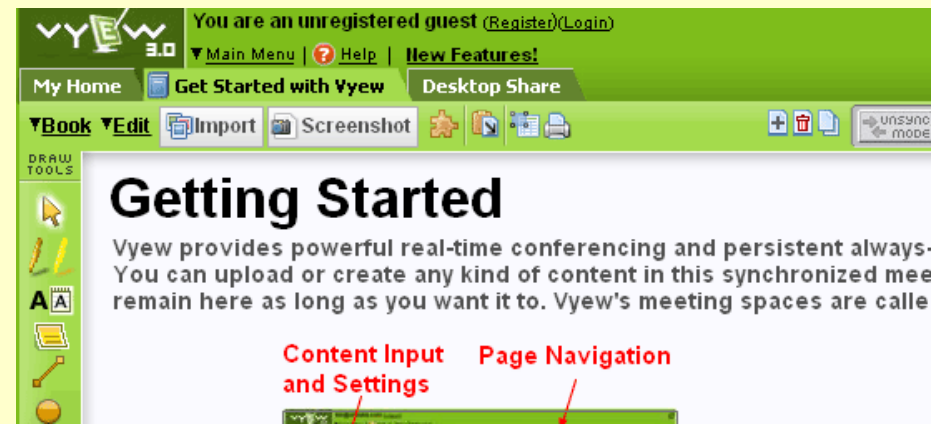 VYEW 3.0
You are an unregistered guest (Register)(Login)
▼Main Menu | ? Help | New Features!
My Home
Get Started with Vyew
Desktop Share
▼Book ▼Edit Import Screenshot
unsync mode
DRAW TOOLS
A A
Getting Started
Vyew provides powerful real-time conferencing and persistent always-
You can upload or create any kind of content in this synchronized mee
remain here as long as you want it to. Vyew's meeting spaces are calle
Content Input
and Settings
Page Navigation